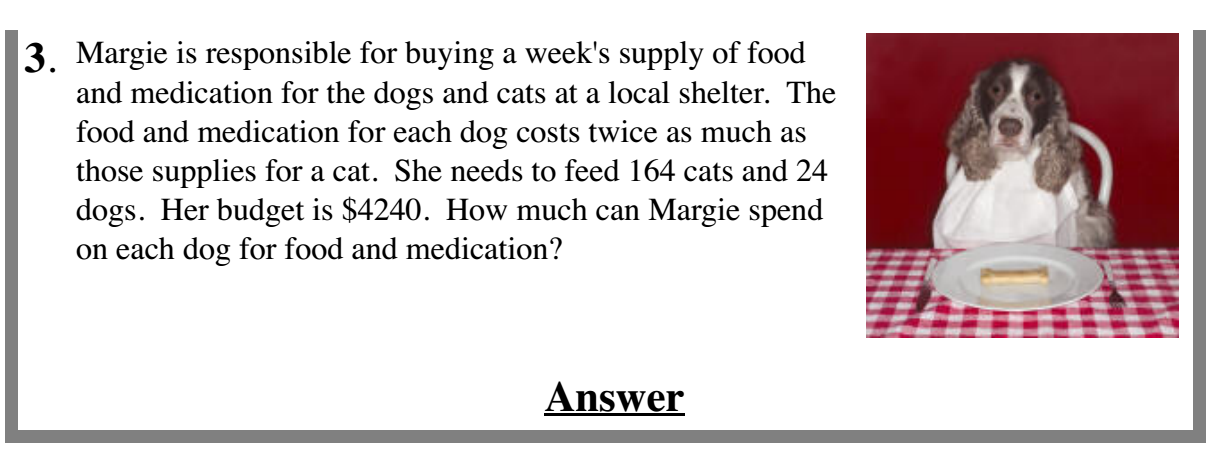 3. Margie is responsible for buying a week's supply of food
and medication for the dogs and cats at a local shelter. The
food and medication for each dog costs twice as much as
those supplies for a cat. She needs to feed 164 cats and 24
dogs. Her budget is $4240. How much can Margie spend
on each dog for food and medication?
Answer